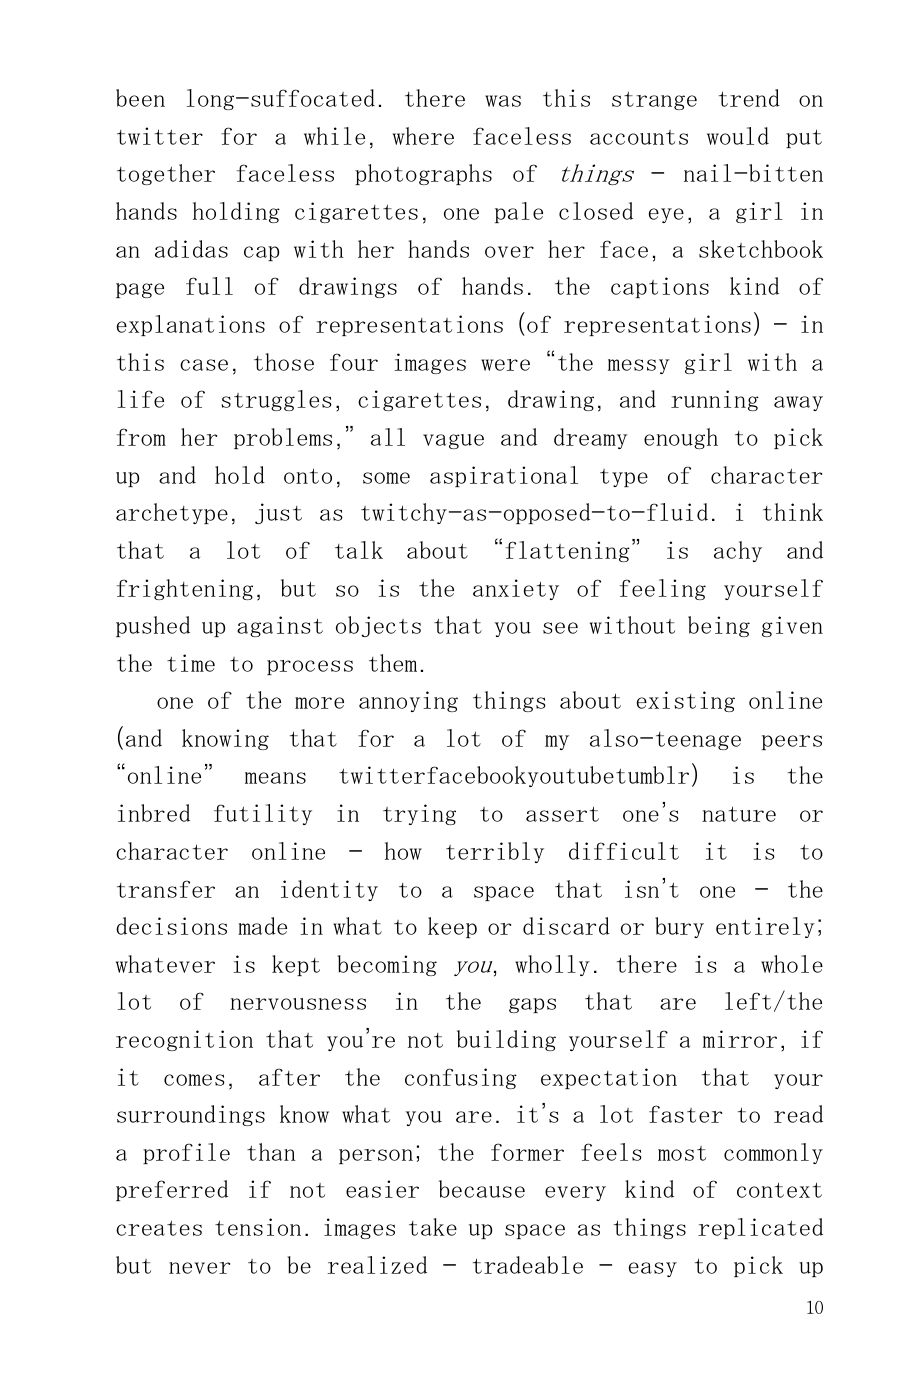 been long-suffocated. there was this strange trend on
twitter for a while, where faceless accounts would put
together faceless photographs of things – nail-bitten
hands holding cigarettes, one pale closed eye, a girl in
an adidas cap with her hands over her face, a sketchbook
page full of drawings of hands. the captions kind of
explanations of representations (of representations) – in
this case, those four images were “the messy girl with a
life of struggles, cigarettes, drawing, and running away
from her problems,” all vague and dreamy enough to pick
up and hold onto, some aspirational type of character
archetype, just as twitchy-as-opposed-to-fluid. i think
that a lot of talk about “flattening” is achy and
frightening, but so is the anxiety of feeling yourself
pushed up against objects that you see without being given
the time to process them.
one of the more annoying things about existing online
(and knowing that for a lot of my also-teenage peers
“online” means twitterfacebookyoutubetumblr) is the
inbred futility in trying to assert one’s nature or
character online – how terribly difficult it is to
transfer an identity to a space that isn’t one – the
decisions made in what to keep or discard or bury entirely;
whatever is kept becoming you, wholly. there is a whole
lot of nervousness in the gaps that are left/the
recognition that you’re not building yourself a mirror, if
it comes, after the confusing expectation that your
surroundings know what you are. it’s a lot faster to read
a profile than a person; the former feels most commonly
preferred if not easier because every kind of context
creates tension. images take up space as things replicated
but never to be realized – tradeable – easy to pick up
10